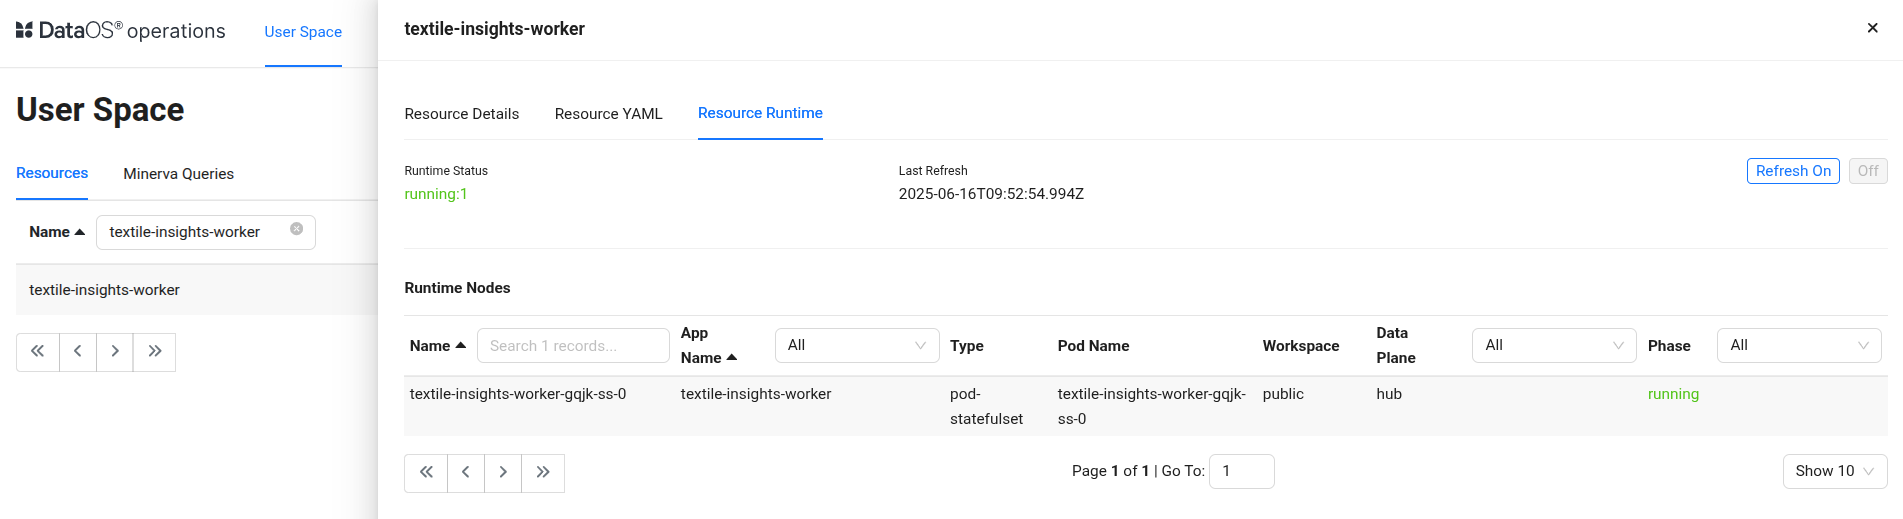 DataOS® operations
User Space
User Space
Resources
Minerva Queries
Name
textile-insights-worker
textile-insights-worker
textile-insights-worker
Resource Details
Resource YAML
Resource Runtime
Runtime Status
running:1
Last Refresh
2025-06-16T09:52:54.994Z
Refresh On
Off
Runtime Nodes
Name
Search 1 records...
App
Name
All
Type
Pod Name
Workspace
Data
Plane
All
Phase
All
textile-insights-worker-gqjk-ss-0
textile-insights-worker
pod-
statefulset
textile-insights-worker-gqjk-
ss-0
public
hub
running
Page 1 of 1 | Go To: 1
Show 10